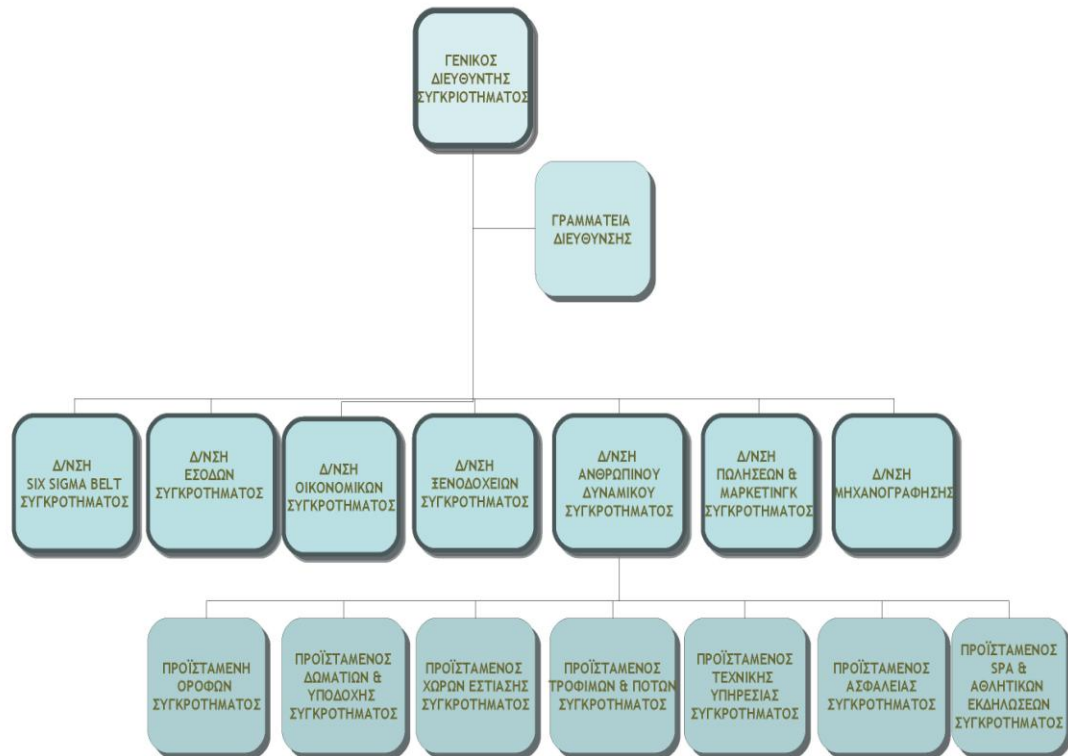 ΓΕΝΙΚΟΣ
ΔΙΕΥΘΥΝΤΗΣ
ΣΥΓΚΡΙΟΤΗΜΑΤΟΣ
ΓΡΑΜΜΑΤΕΙΑ
ΔΙΕΥΘΥΝΣΗΣ
Δ/ΝΣΗ
SIX SIGMA BELT
ΣΥΓΚΡΟΤΗΜΑΤΟΣ
Δ/ΝΣΗ
ΕΣΟΔΩΝ
ΣΥΓΚΡΟΤΗΜΑΤΟΣ
Δ/ΝΣΗ
ΟΙΚΟΝΟΜΙΚΩΝ
ΣΥΓΚΡΟΤΗΜΑΤΟΣ
Δ/ΝΣΗ
ΞΕΝΟΔΟΧΕΙΩΝ
ΣΥΓΚΡΟΤΗΜΑΤΟΣ
Δ/ΝΣΗ
ΑΝΘΡΩΠΙΝΟΥ
ΔΥΝΑΜΙΚΟΥ
ΣΥΓΚΡΟΤΗΜΑΤΟΣ
Δ/ΝΣΗ
ΠΩΛΗΣΕΩΝ &
ΜΑΡΚΕΤΙΝΓΚ
ΣΥΓΚΡΟΤΗΜΑΤΟΣ
Δ/ΝΣΗ
ΜΗΧΑΝΟΓΡΑΦΗΣΗΣ
ΠΡΟΪΣΤΑΜΕΝΗ
ΟΡΟΦΩΝ
ΣΥΓΚΡΟΤΗΜΑΤΟΣ
ΠΡΟΪΣΤΑΜΕΝΟΣ
ΔΩΜΑΤΙΩΝ &
ΥΠΟΔΟΧΗΣ
ΣΥΓΚΡΟΤΗΜΑΤΟΣ
ΠΡΟΪΣΤΑΜΕΝΟΣ
ΧΩΡΩΝ ΕΣΤΙΑΣΗΣ
ΣΥΓΚΡΟΤΗΜΑΤΟΣ
ΠΡΟΪΣΤΑΜΕΝΟΣ
ΤΡΟΦΙΜΩΝ & ΠΟΤΩΝ
ΣΥΓΚΡΟΤΗΜΑΤΟΣ
ΠΡΟΪΣΤΑΜΕΝΟΣ
ΤΕΧΝΙΚΗΣ
ΥΠΗΡΕΣΙΑΣ
ΣΥΓΚΡΟΤΗΜΑΤΟΣ
ΠΡΟΪΣΤΑΜΕΝΟΣ
ΑΣΦΑΛΕΙΑΣ
ΣΥΓΚΡΟΤΗΜΑΤΟΣ
ΠΡΟΪΣΤΑΜΕΝΟΣ
SPA &
ΑΘΛΗΤΙΚΩΝ
ΕΚΔΗΛΩΣΕΩΝ
ΣΥΓΚΡΟΤΗΜΑΤΟΣ